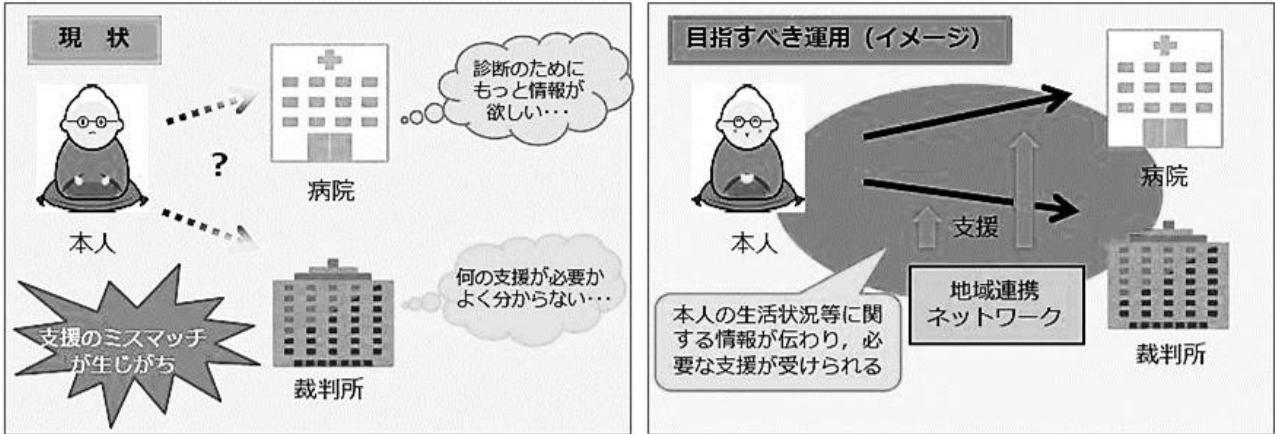 現 状
診断のために
もっと情報が
欲しい・・・
?
病院
本人
何の支援が必要か
よく分からない・・・
支援のミスマッチ
が生じがち
裁判所
目指すべき運用（イメージ）
病院
本人
支援
地域連携
ネットワーク
本人の生活状況等に関
する情報が伝わり，必
要な支援が受けられる
裁判所